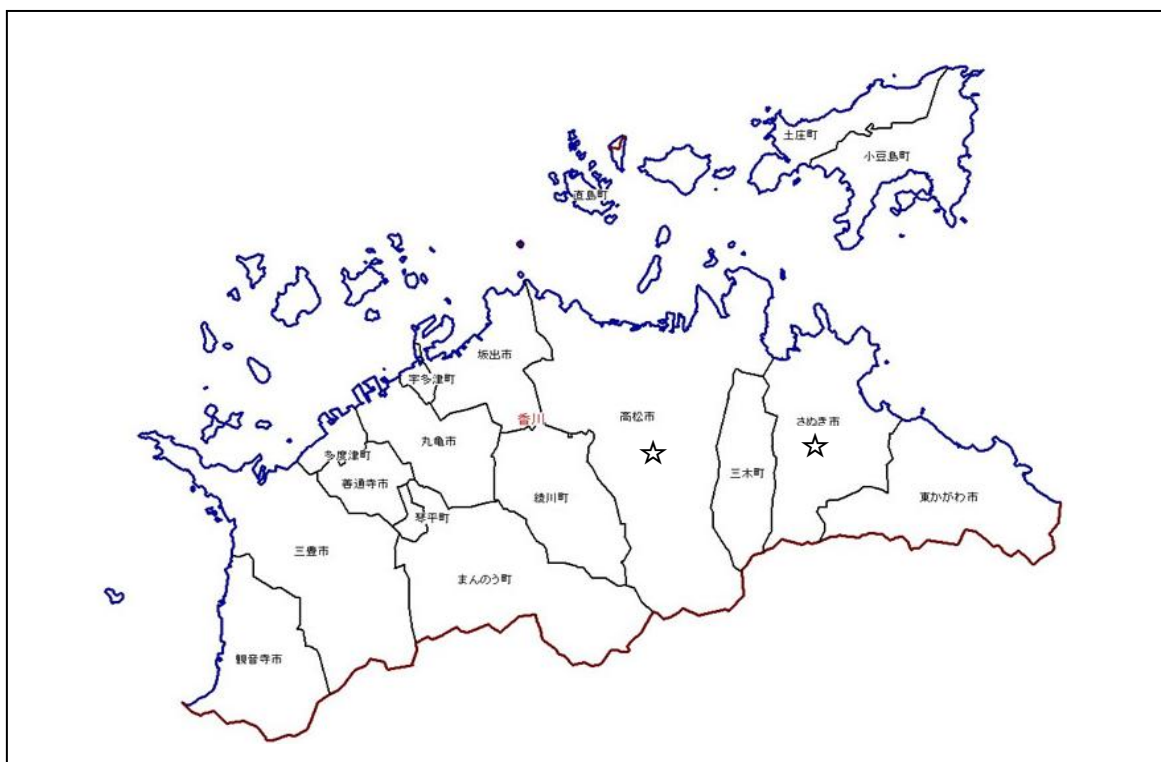 土庄町
小豆島町
直島町
坂出市
宇多津町
香川
高松市
さぬき市
丸亀市
多度津町
善通寺市
三木町
綾川町
東かがわ市
琴平町
三豊市
まんのう町
観音寺市